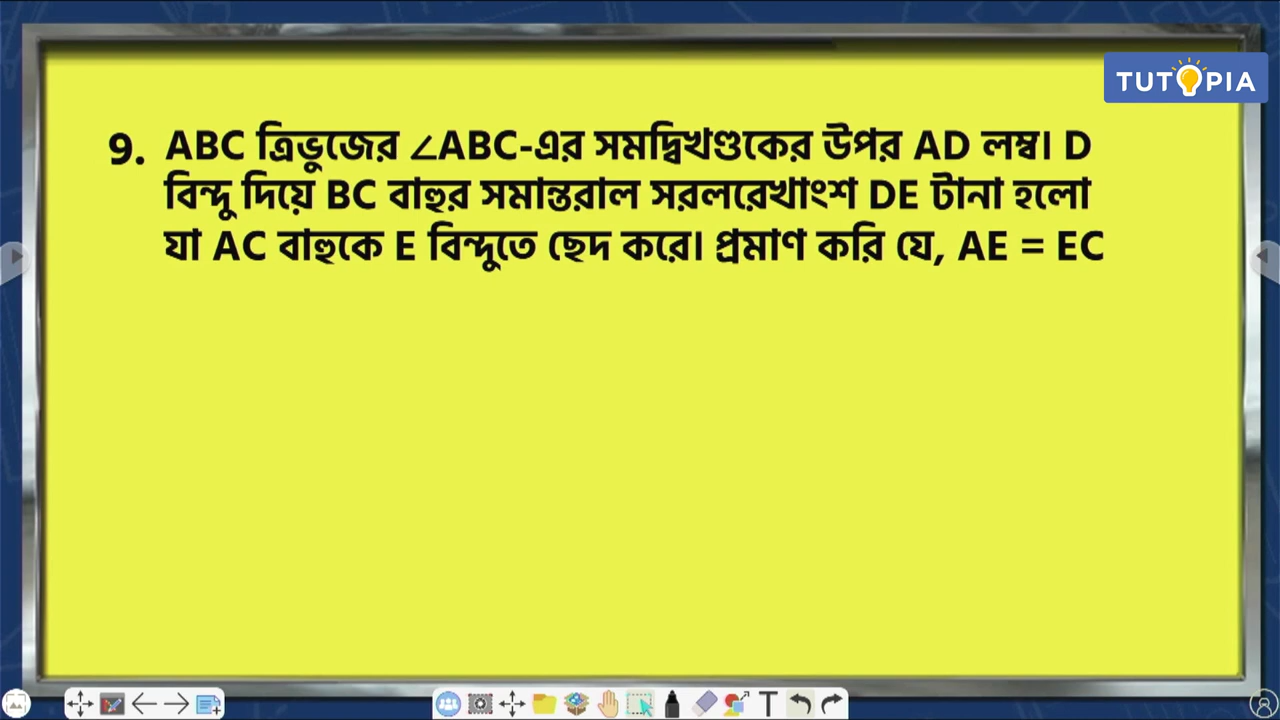 TUTOPIA
9. ABC ত্রিভুজের ∠ABC-এর সমদ্বিখণ্ডকের উপর AD লম্ব। D
বিন্দু দিয়ে BC বাহুর সমান্তরাল সরলরেখাংশ DE টানা হলো
যা AC বাহুকে E বিন্দুতে ছেদ করে। প্রমাণ করি যে, AE = EC